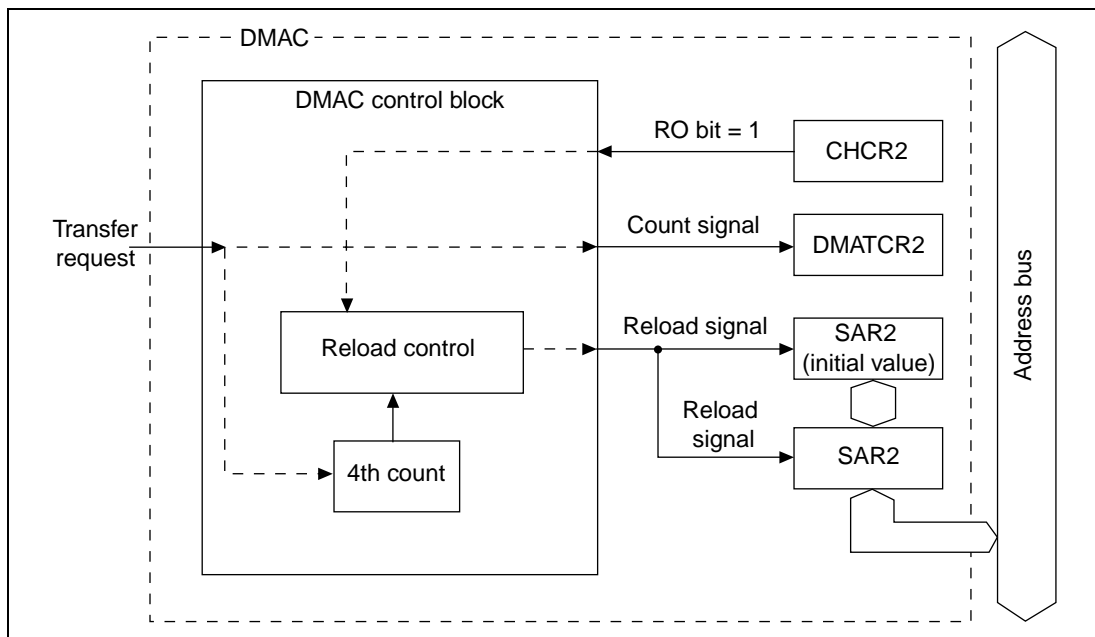 DMAC
DMAC control block
RO bit = 1
CHCR2
Transfer
request
Count signal
DMATCR2
Reload control
Reload signal
SAR2
(initial value)
Reload
signal
SAR2
4th count
Address bus